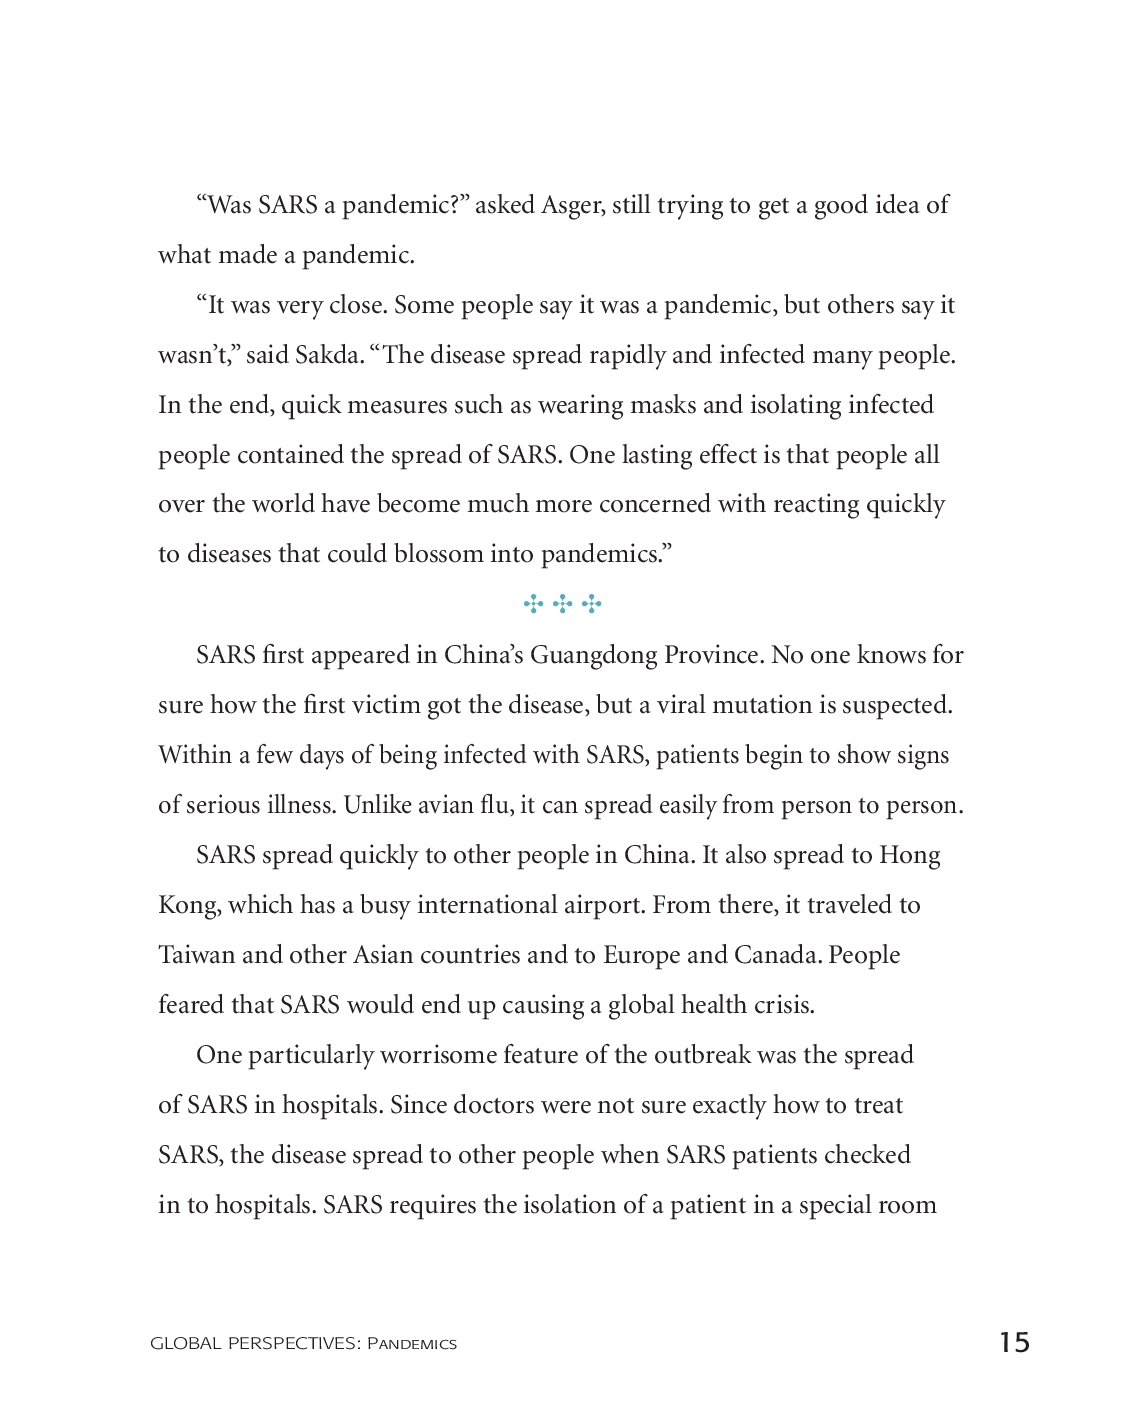 “Was SARS a pandemic?” asked Asger, still trying to get a good idea of
what made a pandemic.
“It was very close. Some people say it was a pandemic, but others say it
wasn’t,” said Sakda. “The disease spread rapidly and infected many people.
In the end, quick measures such as wearing masks and isolating infected
people contained the spread of SARS. One lasting effect is that people all
over the world have become much more concerned with reacting quickly
to diseases that could blossom into pandemics.”
SARS first appeared in China’s Guangdong Province. No one knows for
sure how the first victim got the disease, but a viral mutation is suspected.
Within a few days of being infected with SARS, patients begin to show signs
of serious illness. Unlike avian flu, it can spread easily from person to person.
SARS spread quickly to other people in China. It also spread to Hong
Kong, which has a busy international airport. From there, it traveled to
Taiwan and other Asian countries and to Europe and Canada. People
feared that SARS would end up causing a global health crisis.
One particularly worrisome feature of the outbreak was the spread
of SARS in hospitals. Since doctors were not sure exactly how to treat
SARS, the disease spread to other people when SARS patients checked
in to hospitals. SARS requires the isolation of a patient in a special room
GLOBAL PERSPECTIVES: Pandemics 15